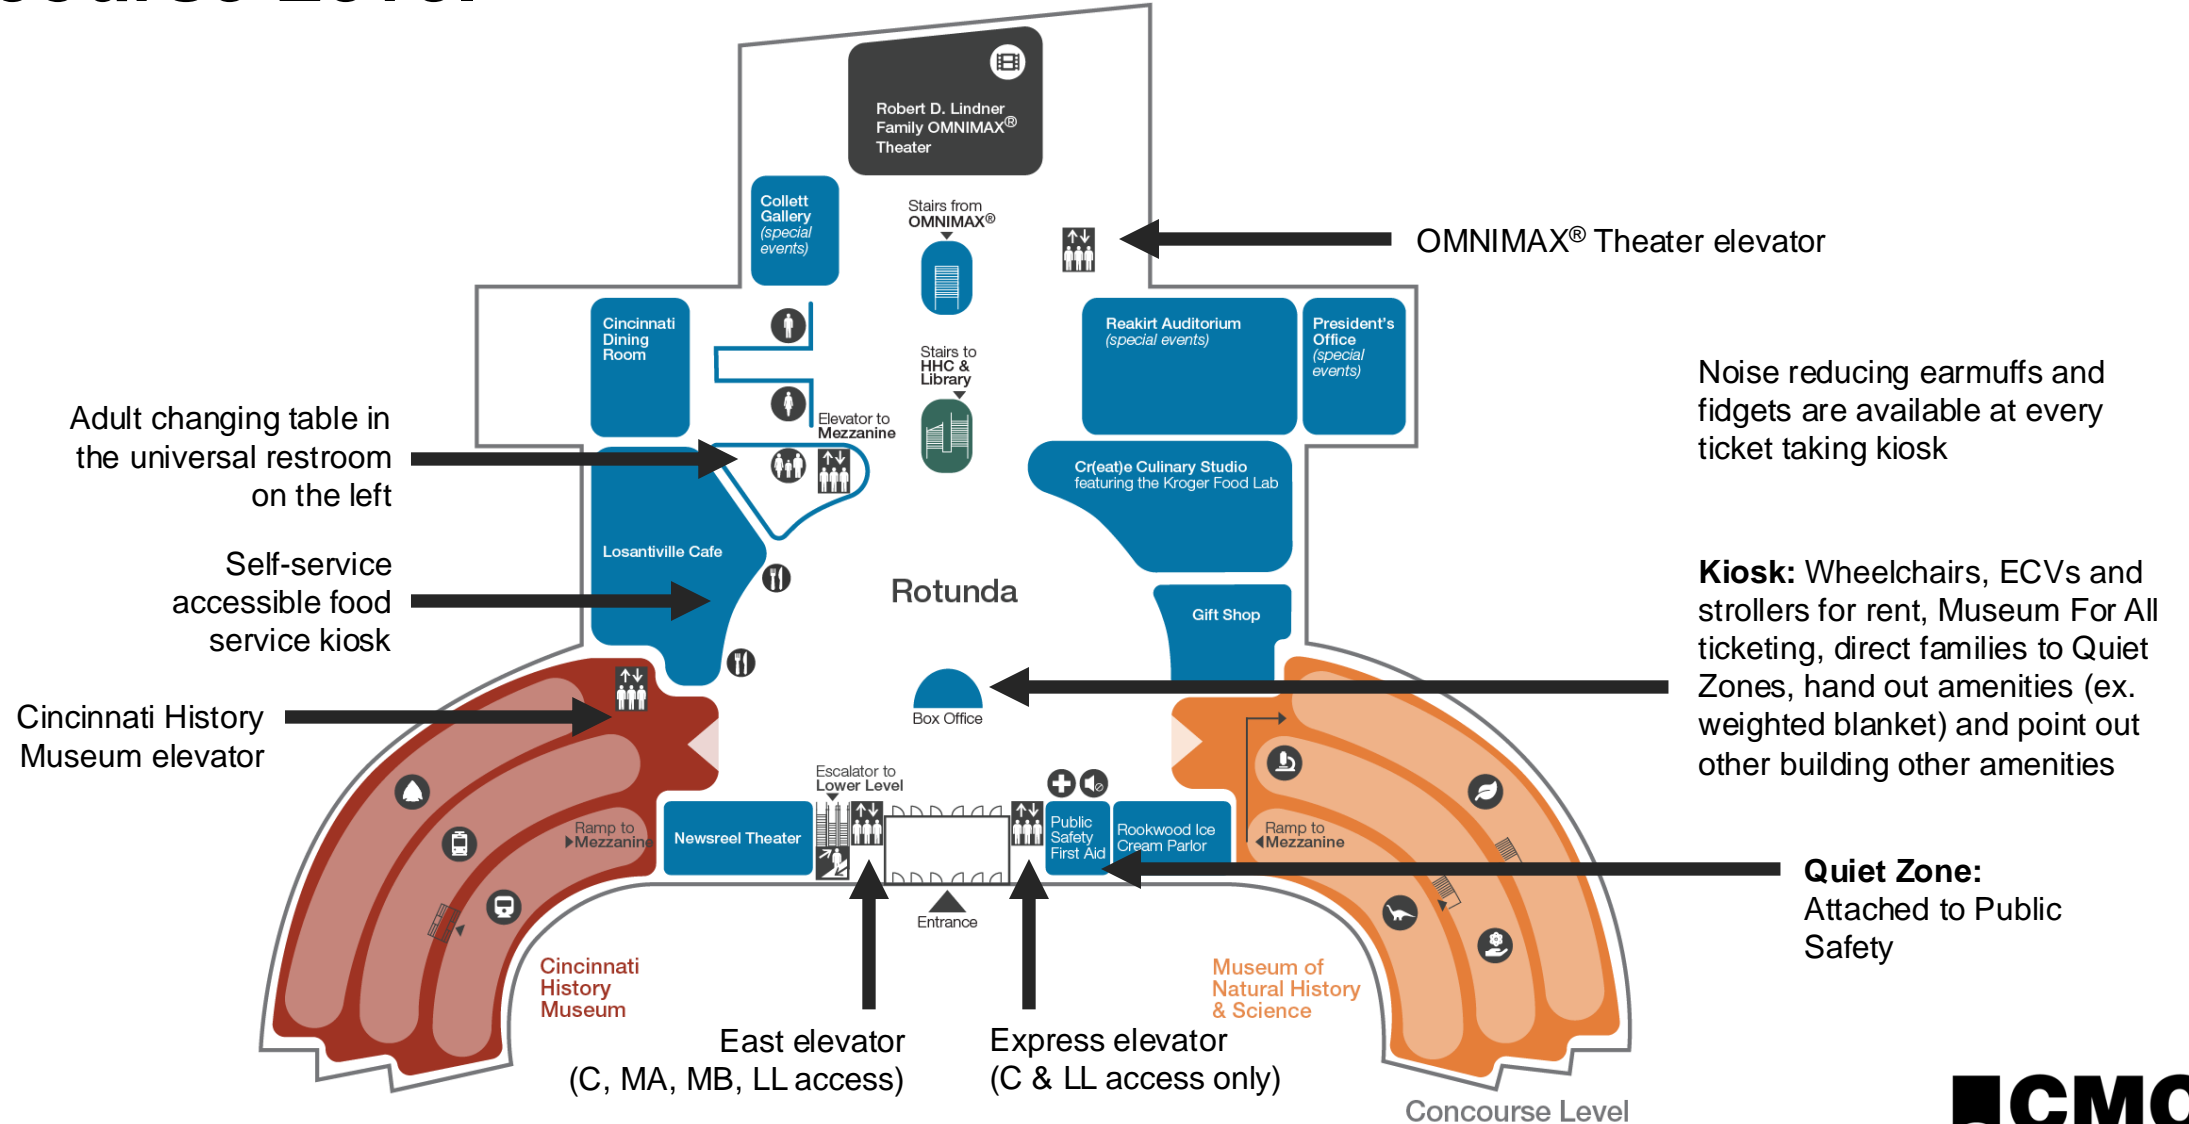 Robert D. Lindner
Family OMNIMAX®
Theater
Collett
Gallery
(special
events)
Stairs from
OMNIMAX®
OMNIMAX® Theater elevator
Cincinnati
Dining
Room
Stairs to
HHC &
Library
Reakirt Auditorium
(special events)
President's
Office
(special
events)
Noise reducing earmuffs and
fidgets are available at every
ticket taking kiosk
Adult changing table in
the universal restroom
on the left
Elevator to
Mezzanine
Cr(eat)e Culinary Studio
featuring the Kroger Food Lab
Self-service
accessible food
service kiosk
Losantiville Cafe
Rotunda
Gift Shop
Kiosk: Wheelchairs, ECVs and
strollers for rent, Museum For All
ticketing, direct families to Quiet
Zones, hand out amenities (ex.
weighted blanket) and point out
other building other amenities
Cincinnati History
Museum elevator
Box Office
Escalator to
Lower Level
Ramp to
Mezzanine
Newsreel Theater
Public
Safety
First Aid
Rookwood Ice
Cream Parlor
Ramp to
Mezzanine
Quiet Zone:
Attached to Public
Safety
Entrance
Cincinnati
History
Museum
Museum of
Natural History
& Science
East elevator
(C, MA, MB, LL access)
Express elevator
(C & LL access only)
Concourse Level
CMC